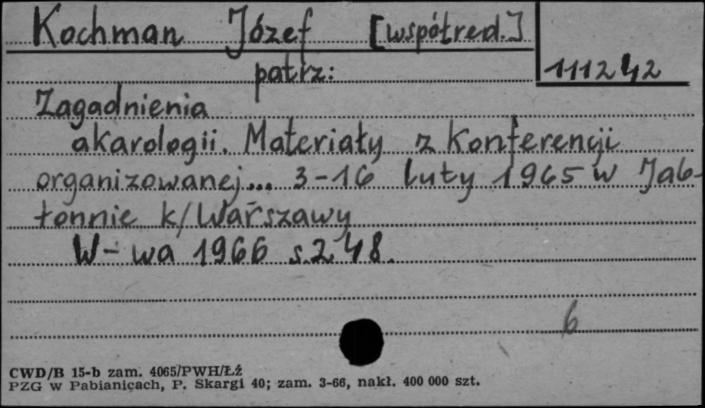 Kochman Józef [współred.]
111242
patrz:
Zagadnienia
akarologii. Materiały z Konferencji
organizowanej... 3-16 luty 1965 w Jab-
łonnie k/Warszawy
W-wa 1966 s.248.
6
CWD/B 15-b zam. 4065/PWH/Łź
PZG w Pabianicach, P. Skargi 40; zam. 3-66, nakł. 400 000 szt.